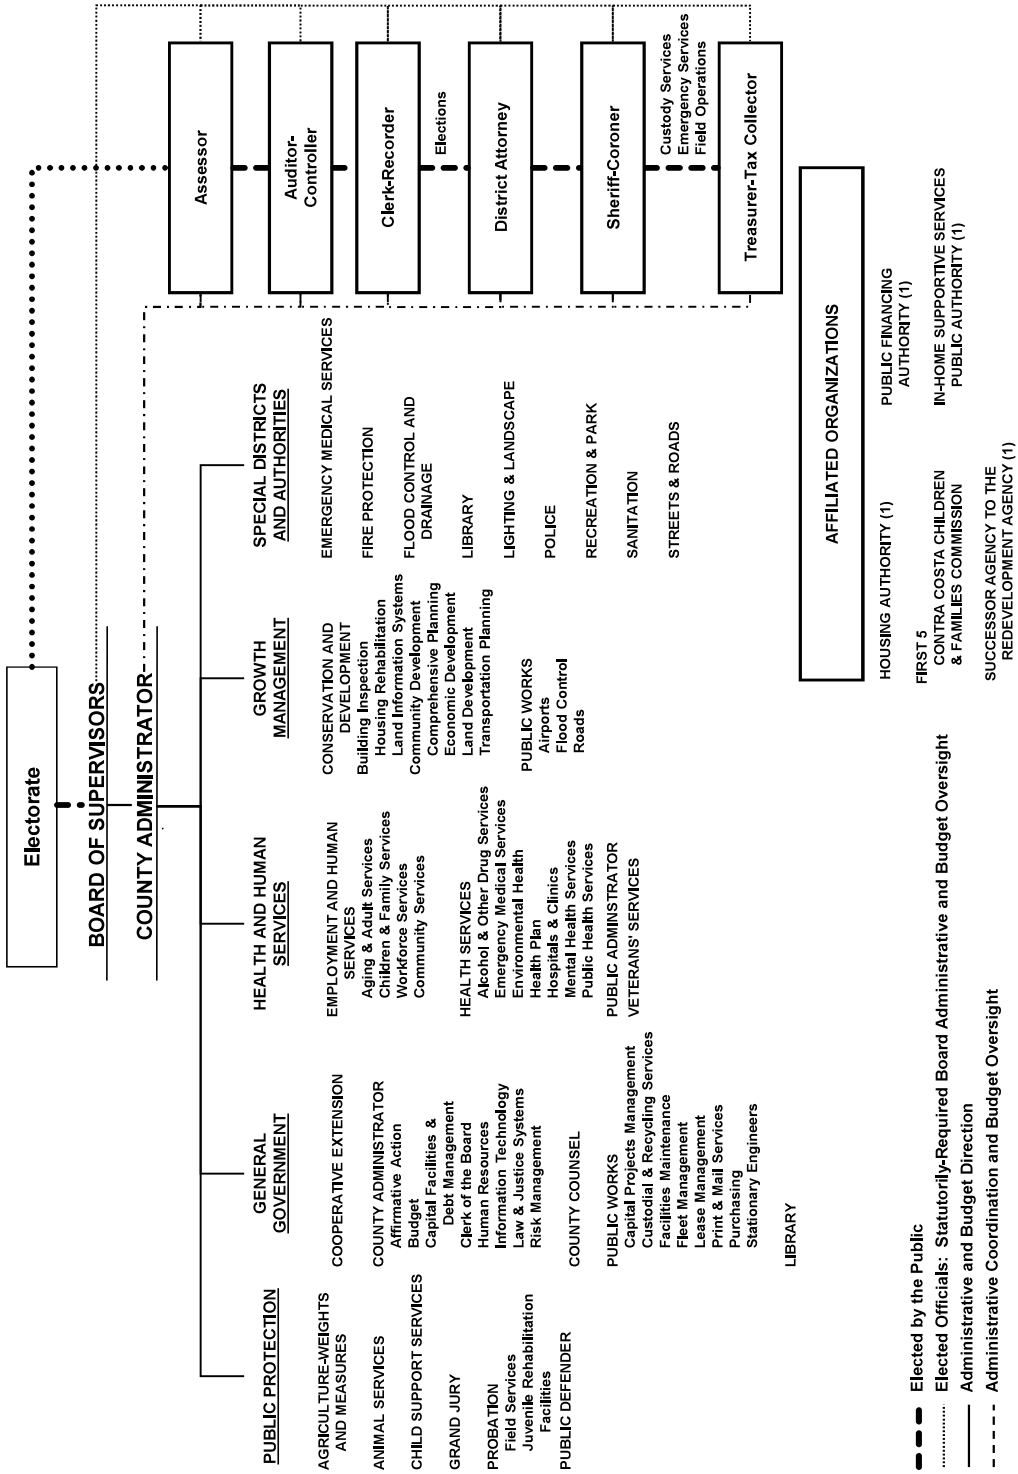 Electorate
BOARD OF SUPERVISORS
COUNTY ADMINISTRATOR
PUBLIC PROTECTION
AGRICULTURE-WEIGHTS
AND MEASURES
ANIMAL SERVICES
CHILD SUPPORT SERVICES
GRAND JURY
PROBATION
Field Services
Juvenile Rehabilitation
Facilities
PUBLIC DEFENDER
GENERAL
GOVERNMENT
COOPERATIVE EXTENSION
COUNTY ADMINISTRATOR
Affirmative Action
Budget
Capital Facilities &
Debt Management
Clerk of the Board
Human Resources
Information Technology
Law & Justice Systems
Risk Management
COUNTY COUNSEL
PUBLIC WORKS
Capital Projects Management
Custodial & Recycling Services
Facilities Maintenance
Fleet Management
Lease Management
Print & Mail Services
Purchasing
Stationary Engineers
LIBRARY
HEALTH AND HUMAN
SERVICES
EMPLOYMENT AND HUMAN
SERVICES
Aging & Adult Services
Children & Family Services
Workforce Services
Community Services
HEALTH SERVICES
Alcohol & Other Drug Services
Emergency Medical Services
Environmental Health
Health Plan
Hospitals & Clinics
Mental Health Services
Public Health Services
PUBLIC ADMINSTRATOR
VETERANS' SERVICES
GROWTH
MANAGEMENT
CONSERVATION AND
DEVELOPMENT
Building Inspection
Housing Rehabilitation
Land Information Systems
Community Development
Comprehensive Planning
Economic Development
Land Development
Transportation Planning
PUBLIC WORKS
Airports
Flood Control
Roads
SPECIAL DISTRICTS
AND AUTHORITIES
EMERGENCY MEDICAL SERVICES
FIRE PROTECTION
FLOOD CONTROL AND
DRAINAGE
LIBRARY
LIGHTING & LANDSCAPE
POLICE
RECREATION & PARK
SANITATION
STREETS & ROADS
Assessor
Auditor-
Controller
Clerk-Recorder
Elections
District Attorney
Sheriff-Coroner
Custody Services
Emergency Services
Field Operations
Treasurer-Tax Collector
AFFILIATED ORGANIZATIONS
HOUSING AUTHORITY (1)
FIRST 5
CONTRA COSTA CHILDREN
& FAMILIES COMMISSION
SUCCESSOR AGENCY TO THE
REDEVELOPMENT AGENCY (1)
PUBLIC FINANCING
AUTHORITY (1)
IN-HOME SUPPORTIVE SERVICES
PUBLIC AUTHORITY (1)
Elected by the Public
Elected Officials: Statutorily-Required Board Administrative and Budget Oversight
Administrative and Budget Direction
Administrative Coordination and Budget Oversight